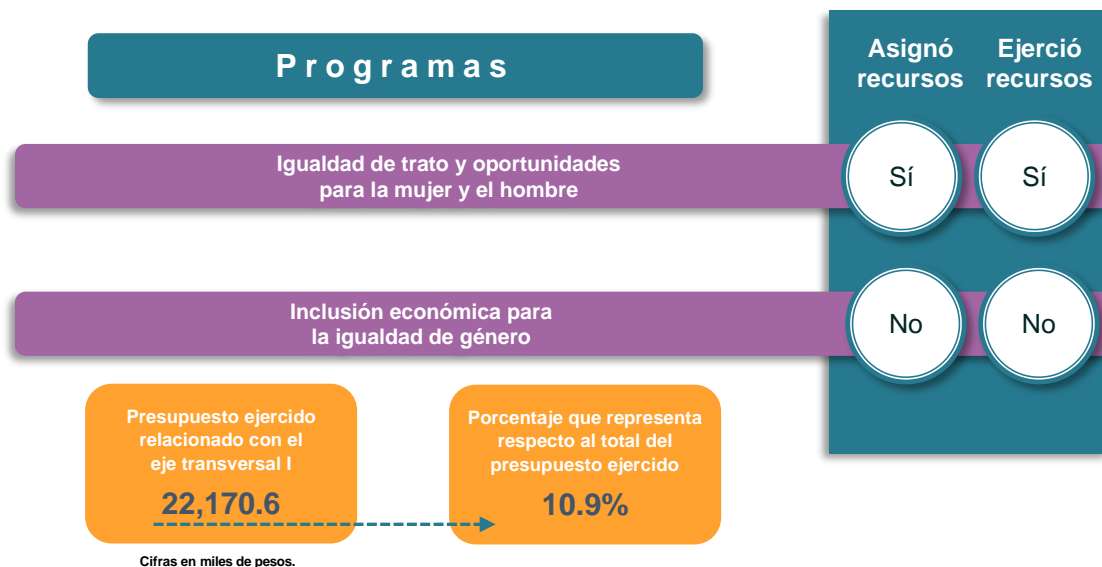 Programas
Asignó
recursos
Ejerció
recursos
Igualdad de trato y oportunidades
para la mujer y el hombre
Sí
Sí
Inclusión económica para
la igualdad de género
No
No
Presupuesto ejercido
relacionado con el
eje transversal I
22,170.6
Porcentaje que representa
respecto al total del
presupuesto ejercido
10.9%
Cifras en miles de pesos.